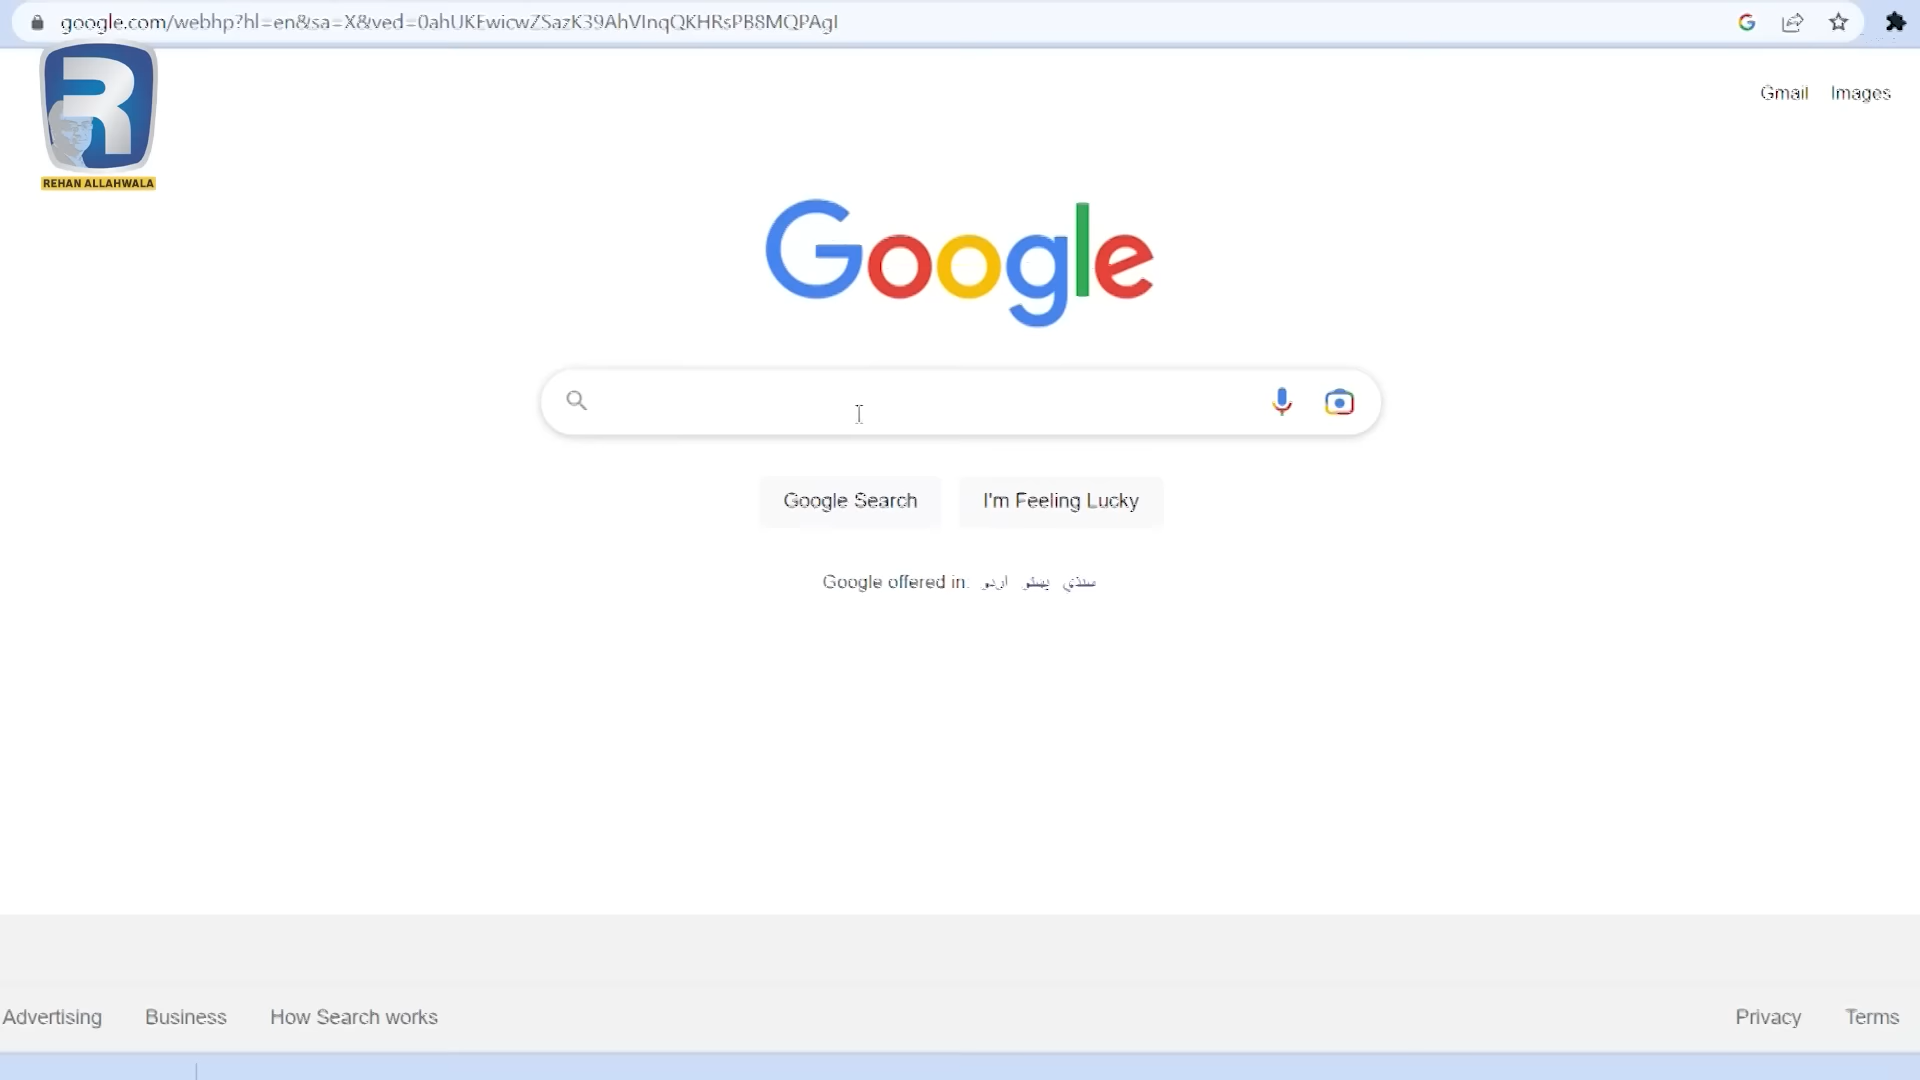 google.com/webhp?hl=en&sa=X&ved=0ahUKEwicwZSazK39AhVInqQKHRsPB8MQPAgI
REHAN ALLAHWALA
Gmail Images
Google
Google Search I'm Feeling Lucky
Google offered in: اردو پښتو سنڌي
Advertising Business How Search works Privacy Terms